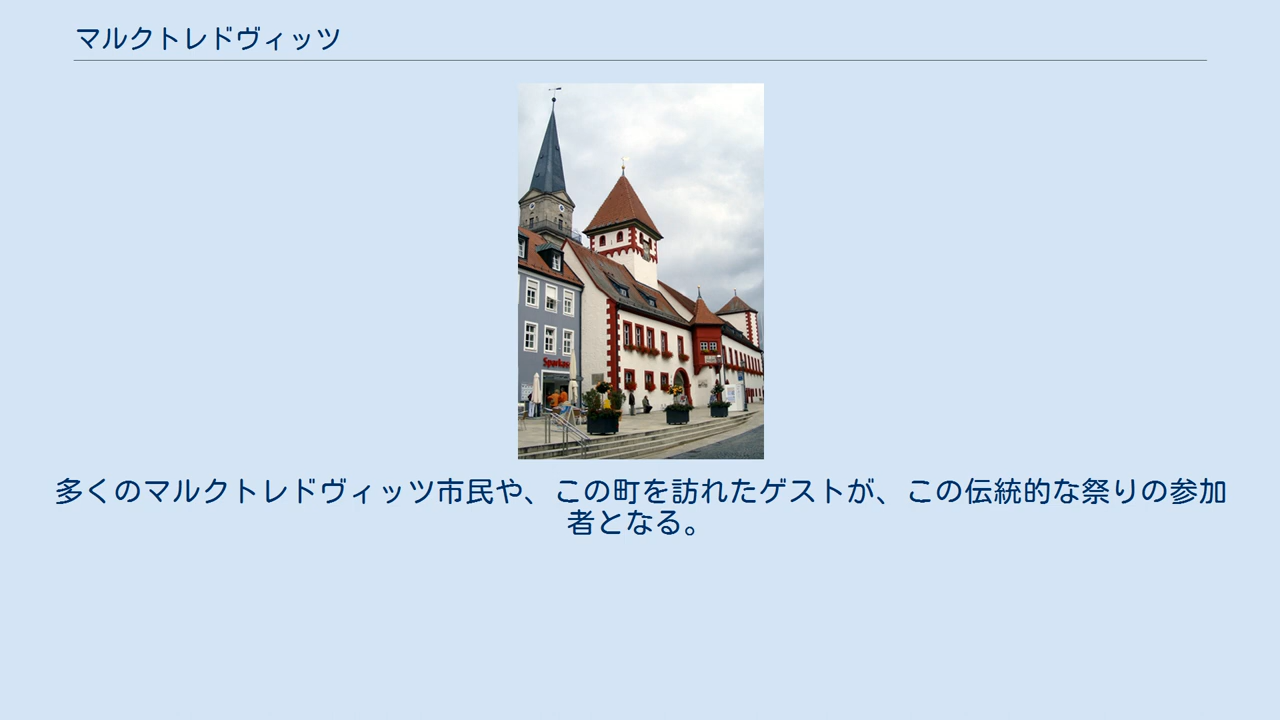 マルクトレドヴィッツ
Sparkas
多くのマルクトレドヴィッツ市民や、この町を訪れたゲストが、この伝統的な祭りの参加
者となる。